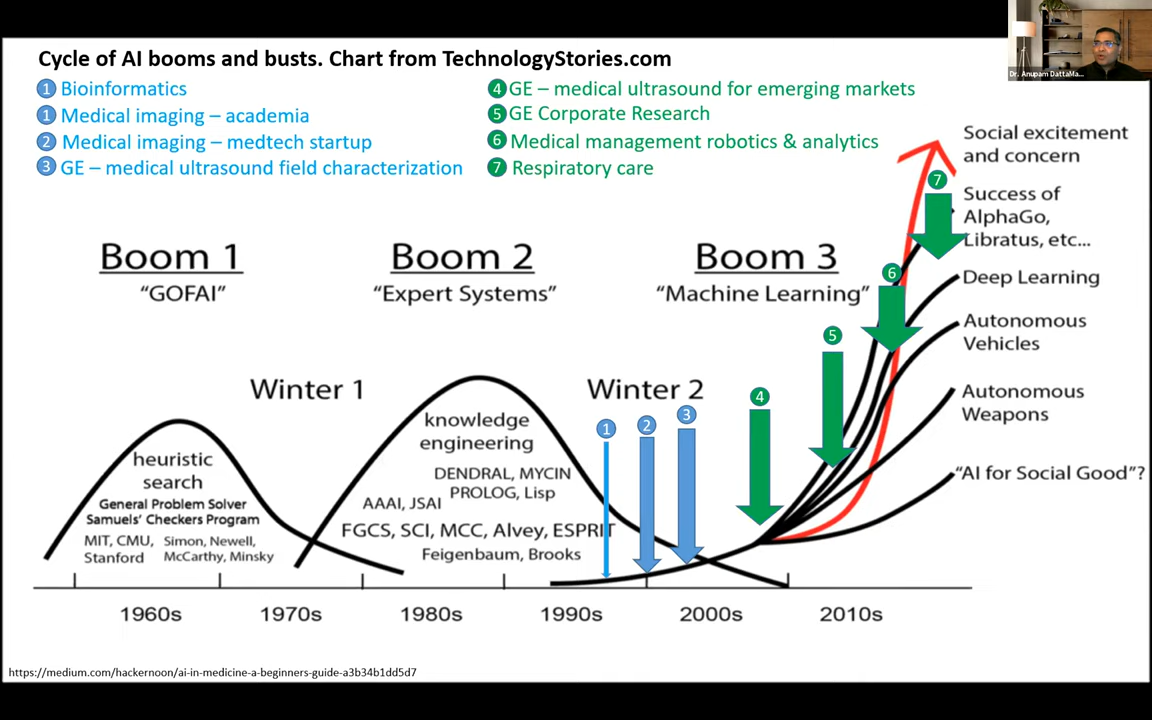 Cycle of AI booms and busts. Chart from TechnologyStories.com
1 Bioinformatics
1 Medical imaging – academia
2 Medical imaging – medtech startup
3 GE – medical ultrasound field characterization
4 GE – medical ultrasound for emerging markets
5 GE Corporate Research
6 Medical management robotics & analytics
7 Respiratory care
Dr. Anupam DattaMa...
Boom 1
“GOFAI”
Boom 2
“Expert Systems”
Boom 3
“Machine Learning”
Winter 1
Winter 2
heuristic
search
General Problem Solver
Samuels’ Checkers Program
MIT, CMU,
Stanford
Simon, Newell,
McCarthy, Minsky
knowledge
engineering
DENDRAL, MYCIN
PROLOG, Lisp
AAAI, JSAI
FGCS, SCI, MCC, Alvey, ESPRIT
Feigenbaum, Brooks
1
2
3
4
5
6
7
Social excitement
and concern
Success of
AlphaGo,
Libratus, etc...
Deep Learning
Autonomous
Vehicles
Autonomous
Weapons
“AI for Social Good”?
1960s
1970s
1980s
1990s
2000s
2010s
https://medium.com/hackernoon/ai-in-medicine-a-beginners-guide-a3b34b1dd5d7